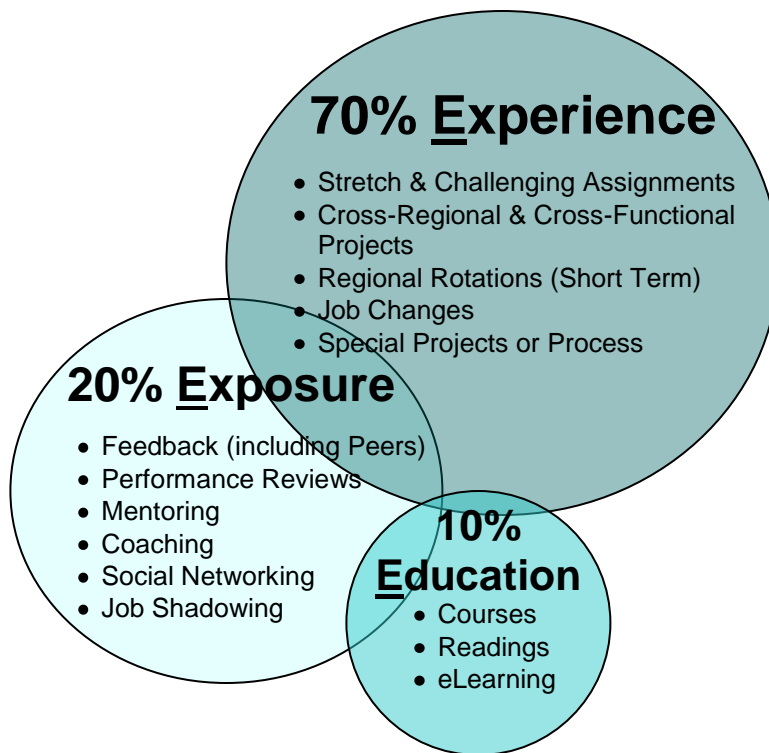 70% Experience
• Stretch & Challenging Assignments
• Cross-Regional & Cross-Functional
Projects
• Regional Rotations (Short Term)
• Job Changes
• Special Projects or Process
20% Exposure
• Feedback (including Peers)
• Performance Reviews
• Mentoring
• Coaching
• Social Networking
• Job Shadowing
10%
Education
• Courses
• Readings
• eLearning